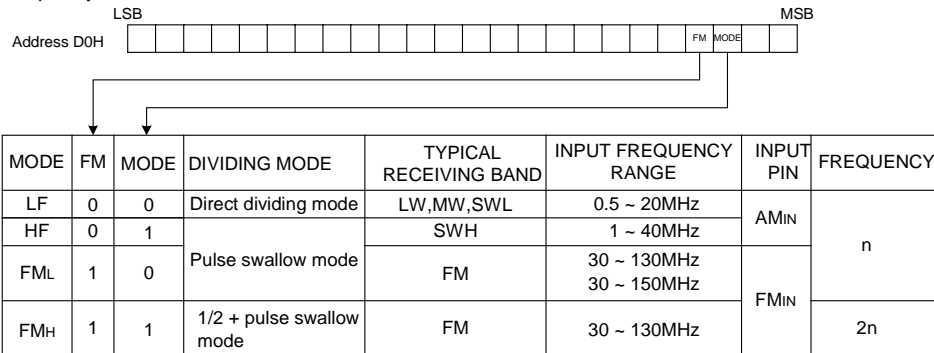 LSB MSB
Address D0H FM MODE
MODE FM MODE DIVIDING MODE TYPICAL RECEIVING BAND INPUT FREQUENCY RANGE INPUT PIN FREQUENCY
LF 0 0 Direct dividing mode LW,MW,SWL 0.5 ~ 20MHz AMIN n
HF 0 1 Pulse swallow mode SWH 1 ~ 40MHz
FML 1 0 FM 30 ~ 130MHz
30 ~ 150MHz FMIN
FMH 1 1 1/2 + pulse swallow mode FM 30 ~ 130MHz 2n